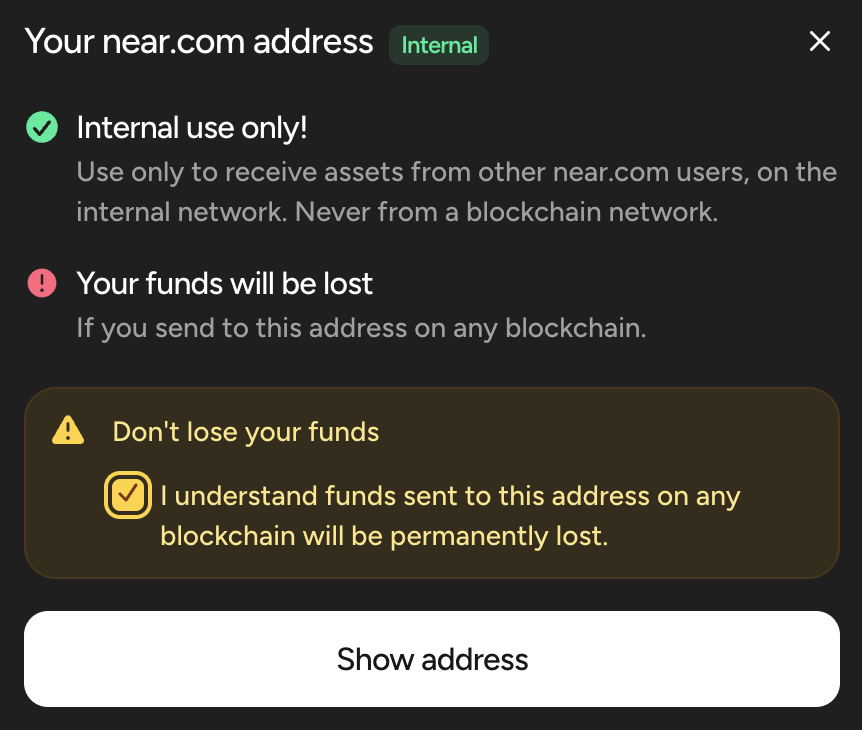 Your near.com address Internal
Internal use only!
Use only to receive assets from other near.com users, on the
internal network. Never from a blockchain network.
Your funds will be lost
If you send to this address on any blockchain.
Don't lose your funds
I understand funds sent to this address on any
blockchain will be permanently lost.
Show address